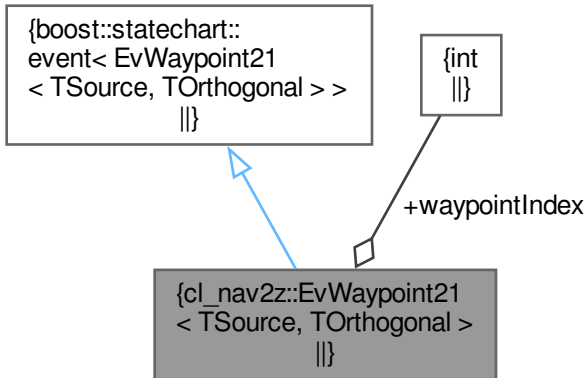 {boost::statechart::
event< EvWaypoint21
< TSource, TOrthogonal > >
||}
{int
||}
+waypointIndex
{cl_nav2z::EvWaypoint21
< TSource, TOrthogonal >
||}